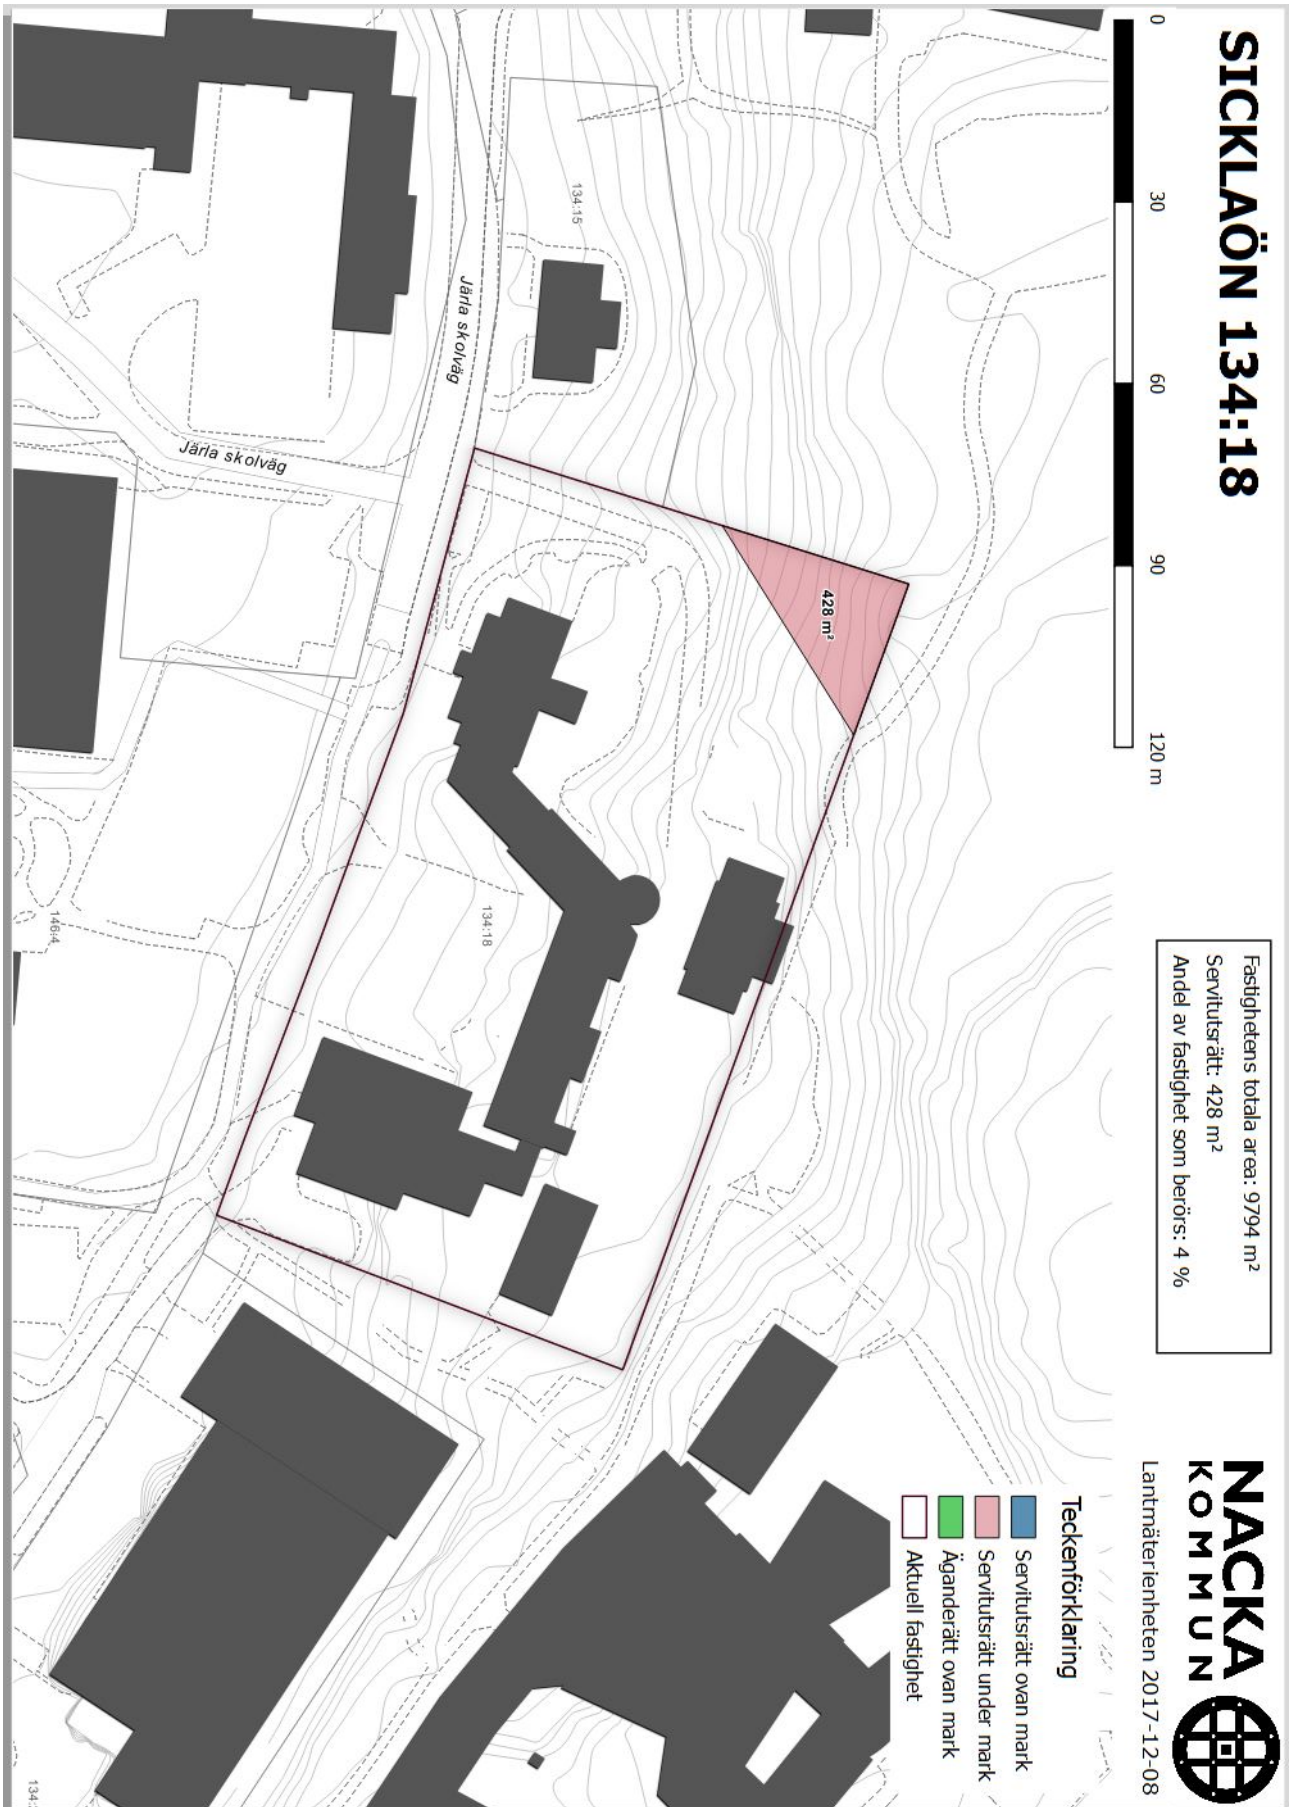 SICKLAÖN 134:18
0 30 60 90 120 m
Fastighetens totala area: 9794 m²
Servitutsrätt: 428 m²
Andel av fastighet som berörs: 4 %
NACKA
KOMMUN
Lantmäterienheten 2017-12-08
Teckenförklaring
Servitutsrätt ovan mark
Servitutsrätt under mark
Äganderätt ovan mark
Aktuell fastighet
428 m²
134:15
Järla skolväg
Järla skolväg
134:18
146:4